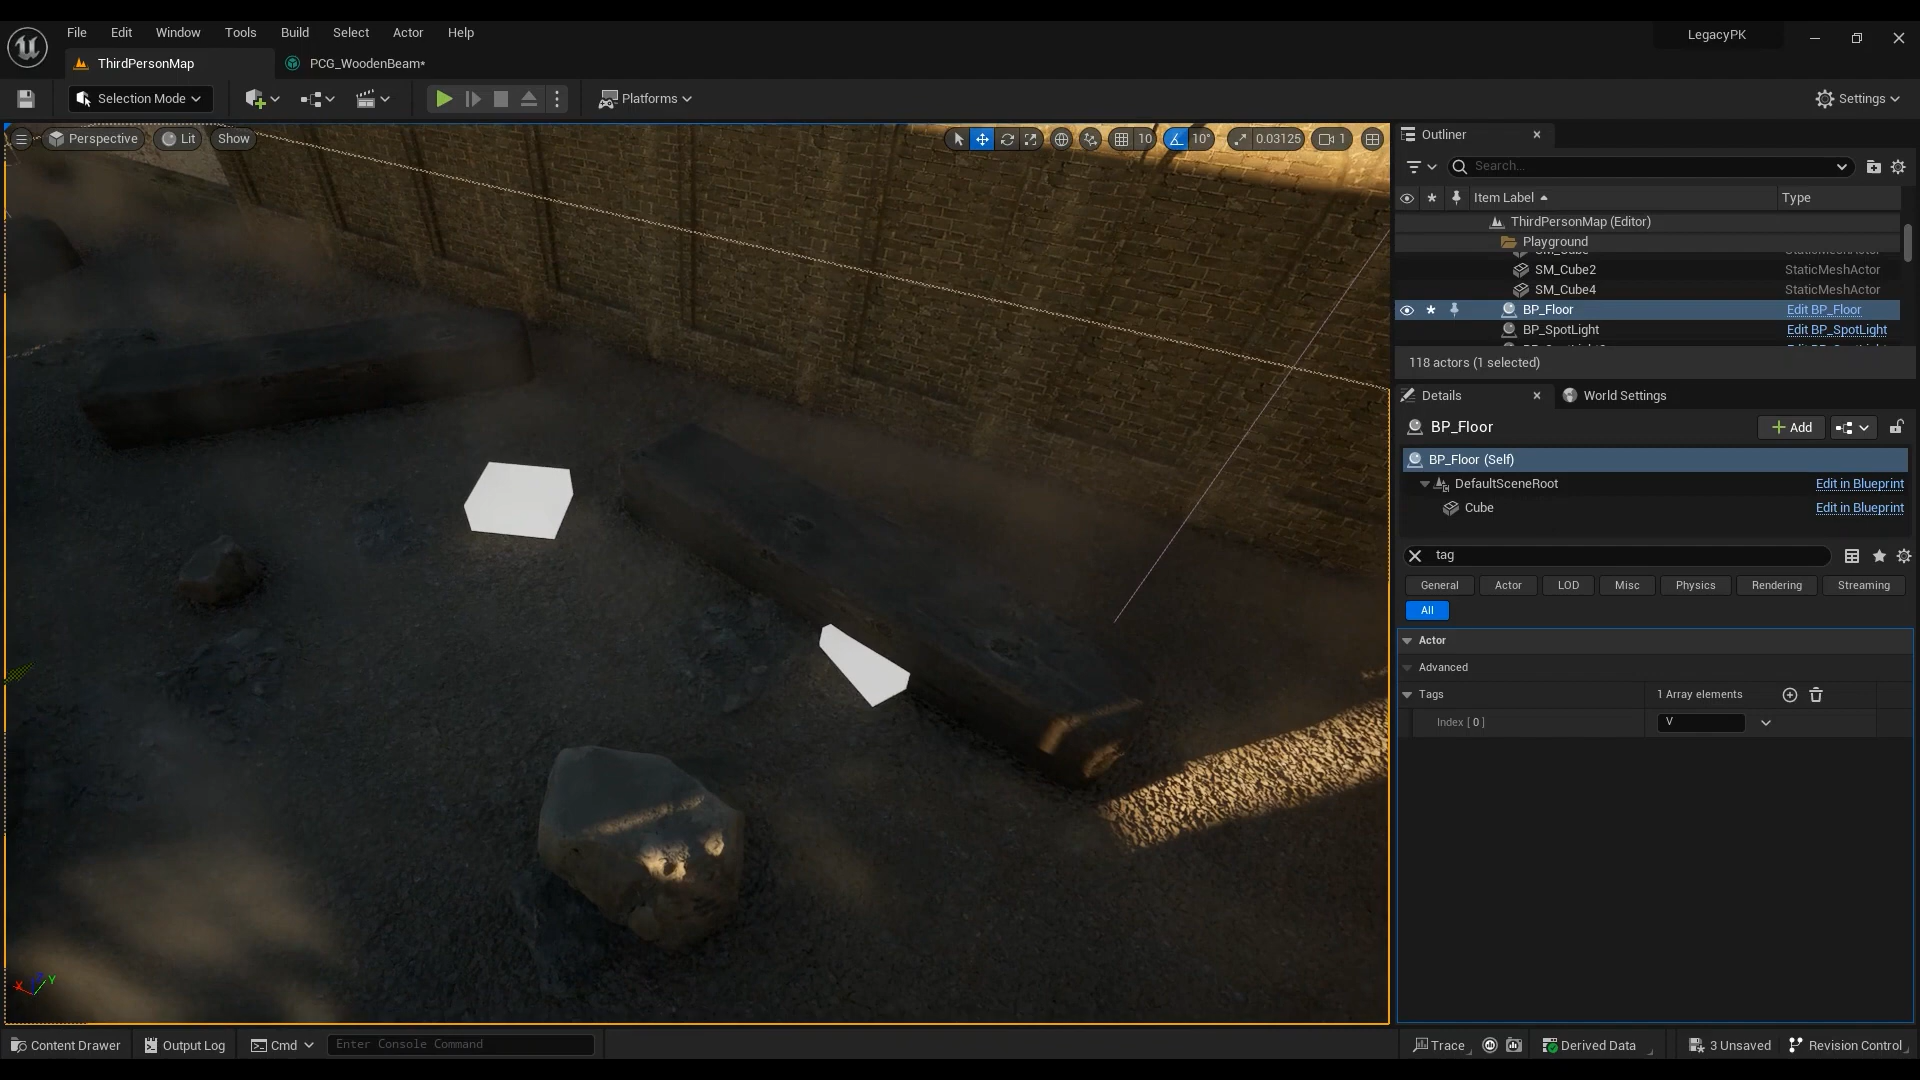 File Edit Window Tools Build Select Actor Help
LegacyPK
ThirdPersonMap
PCG_WoodenBeam*
Selection Mode
Platforms
Settings
Perspective
Lit
Show
10
10°
0.03125
1
Outliner
Search...
Item Label
Type
ThirdPersonMap (Editor)
Playground
SM_Cube StaticMeshActor
SM_Cube2 StaticMeshActor
SM_Cube4 StaticMeshActor
BP_Floor Edit BP_Floor
BP_SpotLight Edit BP_SpotLight
118 actors (1 selected)
Details
World Settings
BP_Floor
Add
BP_Floor (Self)
DefaultSceneRoot Edit in Blueprint
Cube Edit in Blueprint
tag
General Actor LOD Misc Physics Rendering Streaming
All
Actor
Advanced
Tags 1 Array elements
Index [ 0 ] V
X Y
Content Drawer
Output Log
Cmd
Enter Console Command
Trace
Derived Data
3 Unsaved
Revision Control